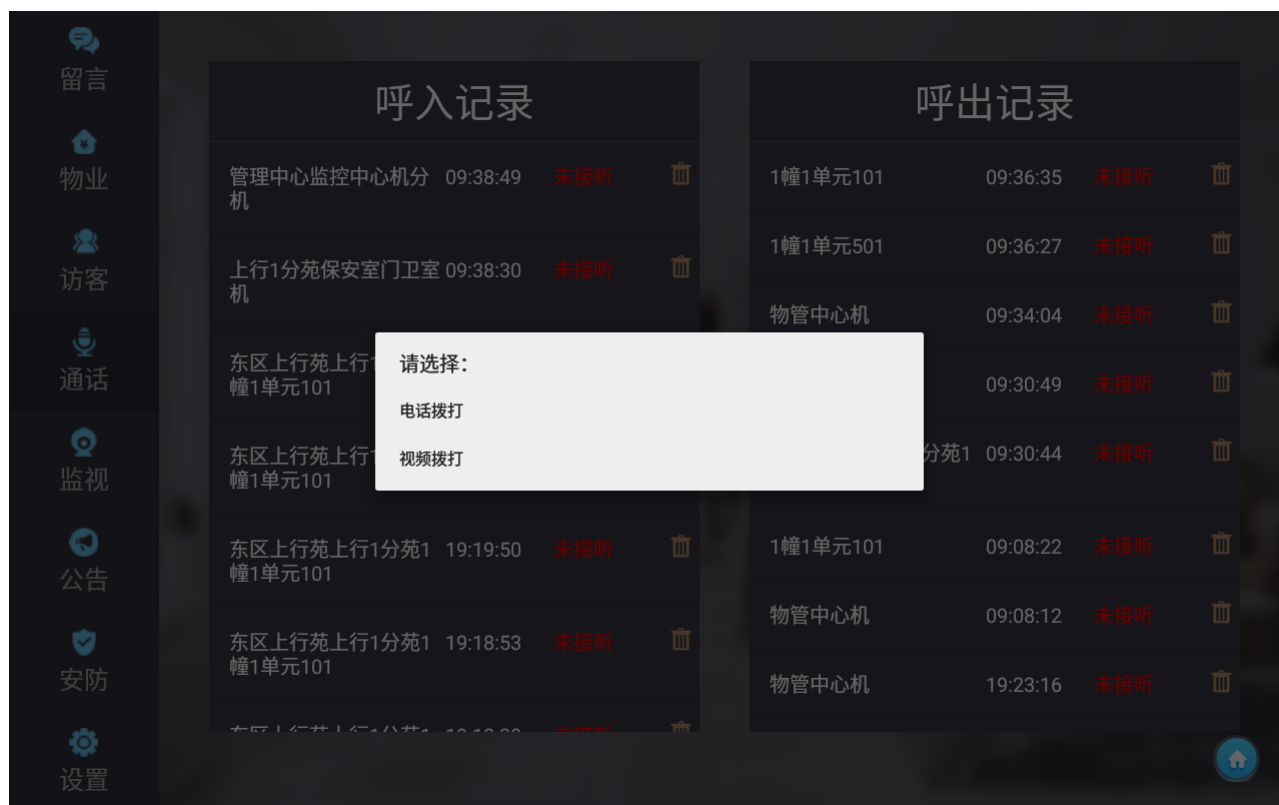 留言
物业
访客
通话
监视
公告
安防
设置
呼入记录
管理中心监控中心机分 09:38:49 未接听
机
上行1分苑保安室门卫室 09:38:30 未接听
机
东区上行苑上行1
幢1单元101
东区上行苑上行1
幢1单元101
东区上行苑上行1分苑1 19:19:50 未接听
幢1单元101
东区上行苑上行1分苑1 19:18:53 未接听
幢1单元101
呼出记录
1幢1单元101 09:36:35 未接听
1幢1单元501 09:36:27 未接听
物管中心机 09:34:04 未接听
09:30:49 未接听
分苑1 09:30:44 未接听
1幢1单元101 09:08:22 未接听
物管中心机 09:08:12 未接听
物管中心机 19:23:16 未接听
请选择：
电话拨打
视频拨打